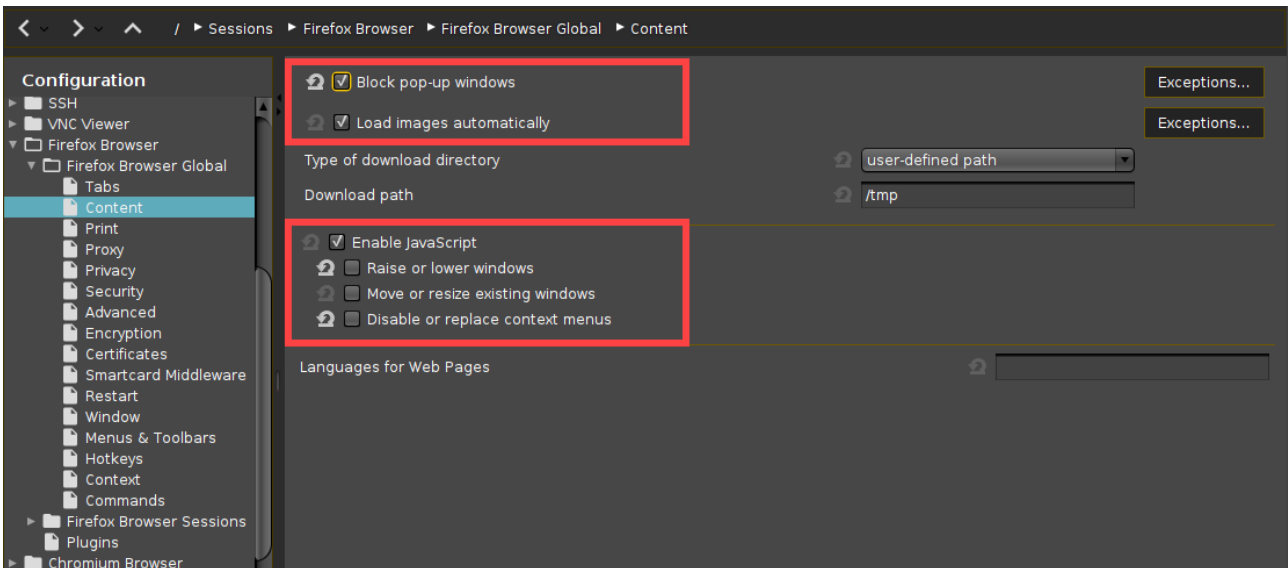 / ► Sessions ► Firefox Browser ► Firefox Browser Global ► Content
Configuration
SSH
VNC Viewer
Firefox Browser
Firefox Browser Global
Tabs
Content
Print
Proxy
Privacy
Security
Advanced
Encryption
Certificates
Smartcard Middleware
Restart
Window
Menus & Toolbars
Hotkeys
Context
Commands
Firefox Browser Sessions
Plugins
Chromium Browser
Block pop-up windows Exceptions...
Load images automatically Exceptions...
Type of download directory user-defined path
Download path /tmp
Enable JavaScript
Raise or lower windows
Move or resize existing windows
Disable or replace context menus
Languages for Web Pages